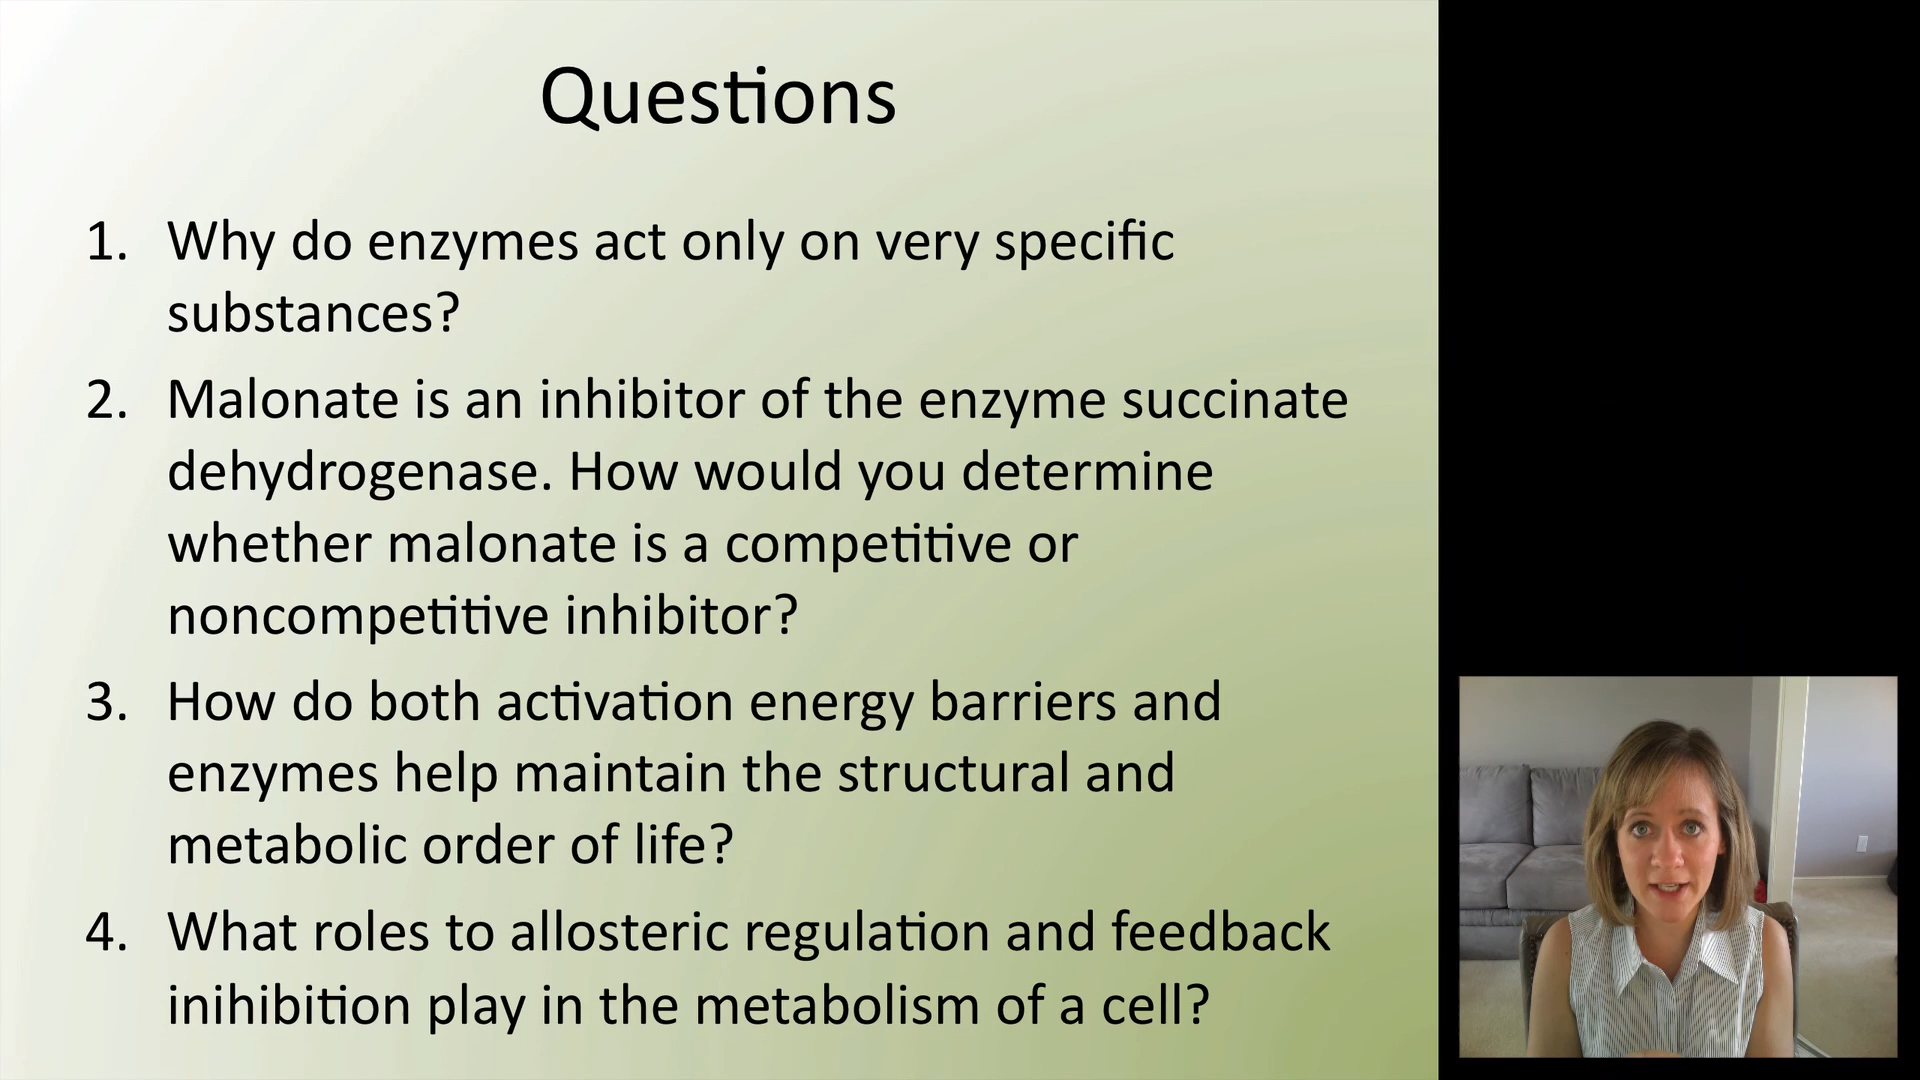 Questions
1. Why do enzymes act only on very specific
substances?
2. Malonate is an inhibitor of the enzyme succinate
dehydrogenase. How would you determine
whether malonate is a competitive or
noncompetitive inhibitor?
3. How do both activation energy barriers and
enzymes help maintain the structural and
metabolic order of life?
4. What roles to allosteric regulation and feedback
inihibition play in the metabolism of a cell?